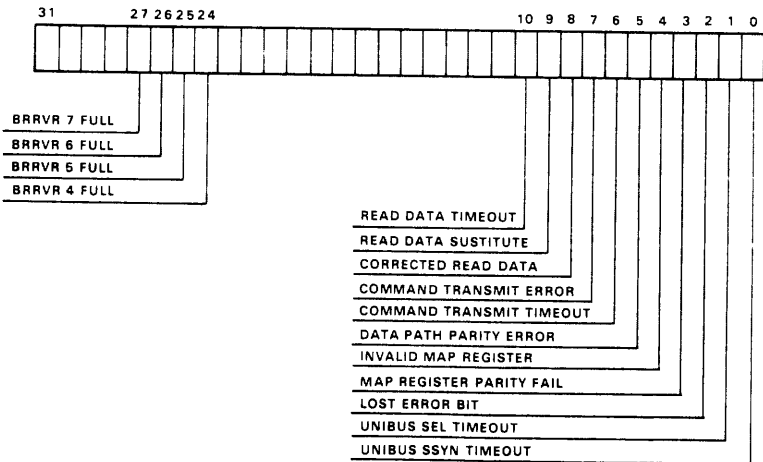 31 27 26 25 24 10 9 8 7 6 5 4 3 2 1 0
BRRVR 7 FULL
BRRVR 6 FULL
BRRVR 5 FULL
BRRVR 4 FULL
READ DATA TIMEOUT
READ DATA SUSTITUTE
CORRECTED READ DATA
COMMAND TRANSMIT ERROR
COMMAND TRANSMIT TIMEOUT
DATA PATH PARITY ERROR
INVALID MAP REGISTER
MAP REGISTER PARITY FAIL
LOST ERROR BIT
UNIBUS SEL TIMEOUT
UNIBUS SSYN TIMEOUT